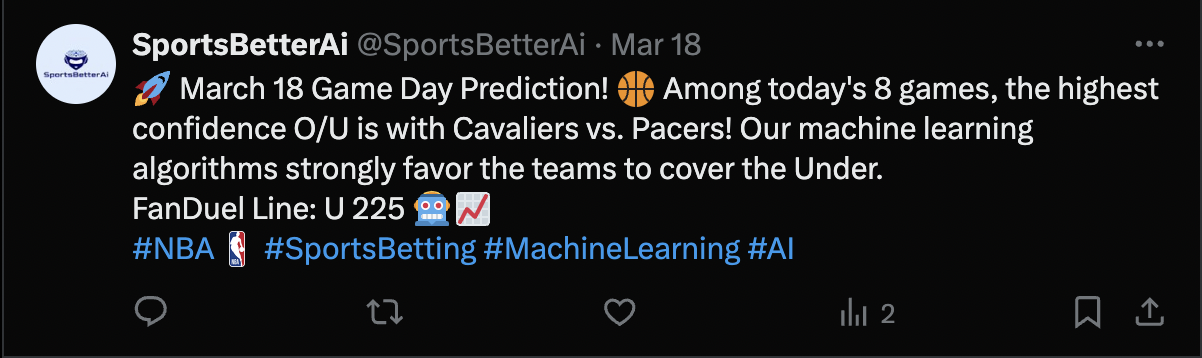 SportsBetterAi
SportsBetterAi @SportsBetterAi · Mar 18
🚀 March 18 Game Day Prediction! 🏀 Among today's 8 games, the highest
confidence O/U is with Cavaliers vs. Pacers! Our machine learning
algorithms strongly favor the teams to cover the Under.
FanDuel Line: U 225 🤖📈
#NBA #SportsBetting #MachineLearning #AI
2